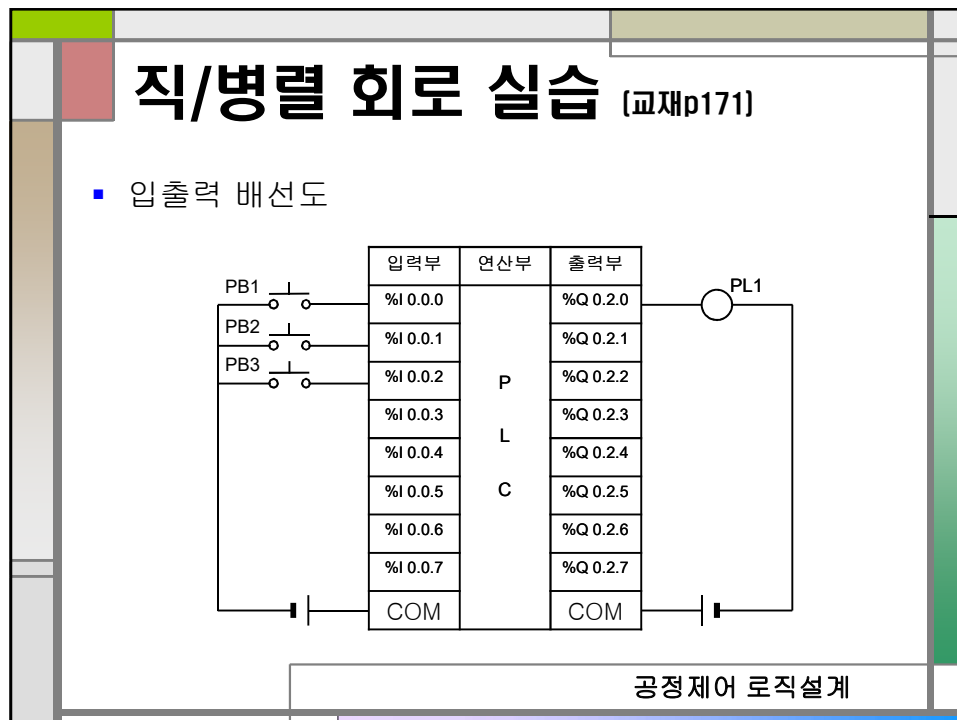 직/병렬 회로 실습 (교재p171)
입출력 배선도
입력부 연산부 출력부
PB1 %I 0.0.0 %Q 0.2.0 PL1
PB2 %I 0.0.1 %Q 0.2.1
PB3 %I 0.0.2 P %Q 0.2.2
%I 0.0.3 L %Q 0.2.3
%I 0.0.4 %Q 0.2.4
%I 0.0.5 C %Q 0.2.5
%I 0.0.6 %Q 0.2.6
%I 0.0.7 %Q 0.2.7
COM COM
공정제어 로직설계